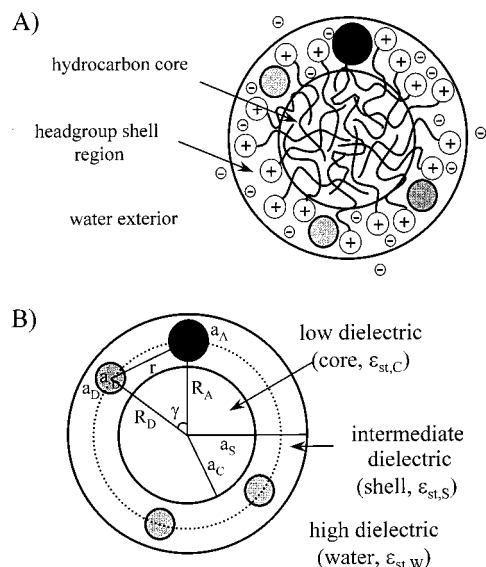 A)
hydrocarbon core
headgroup shell
region
water exterior
B)
a_A
low dielectric
(core, ε_st,C)
a_D
r
R_A
R_D
γ
a_S
a_C
intermediate
dielectric
(shell, ε_st,S)
high dielectric
(water, ε_st,W)